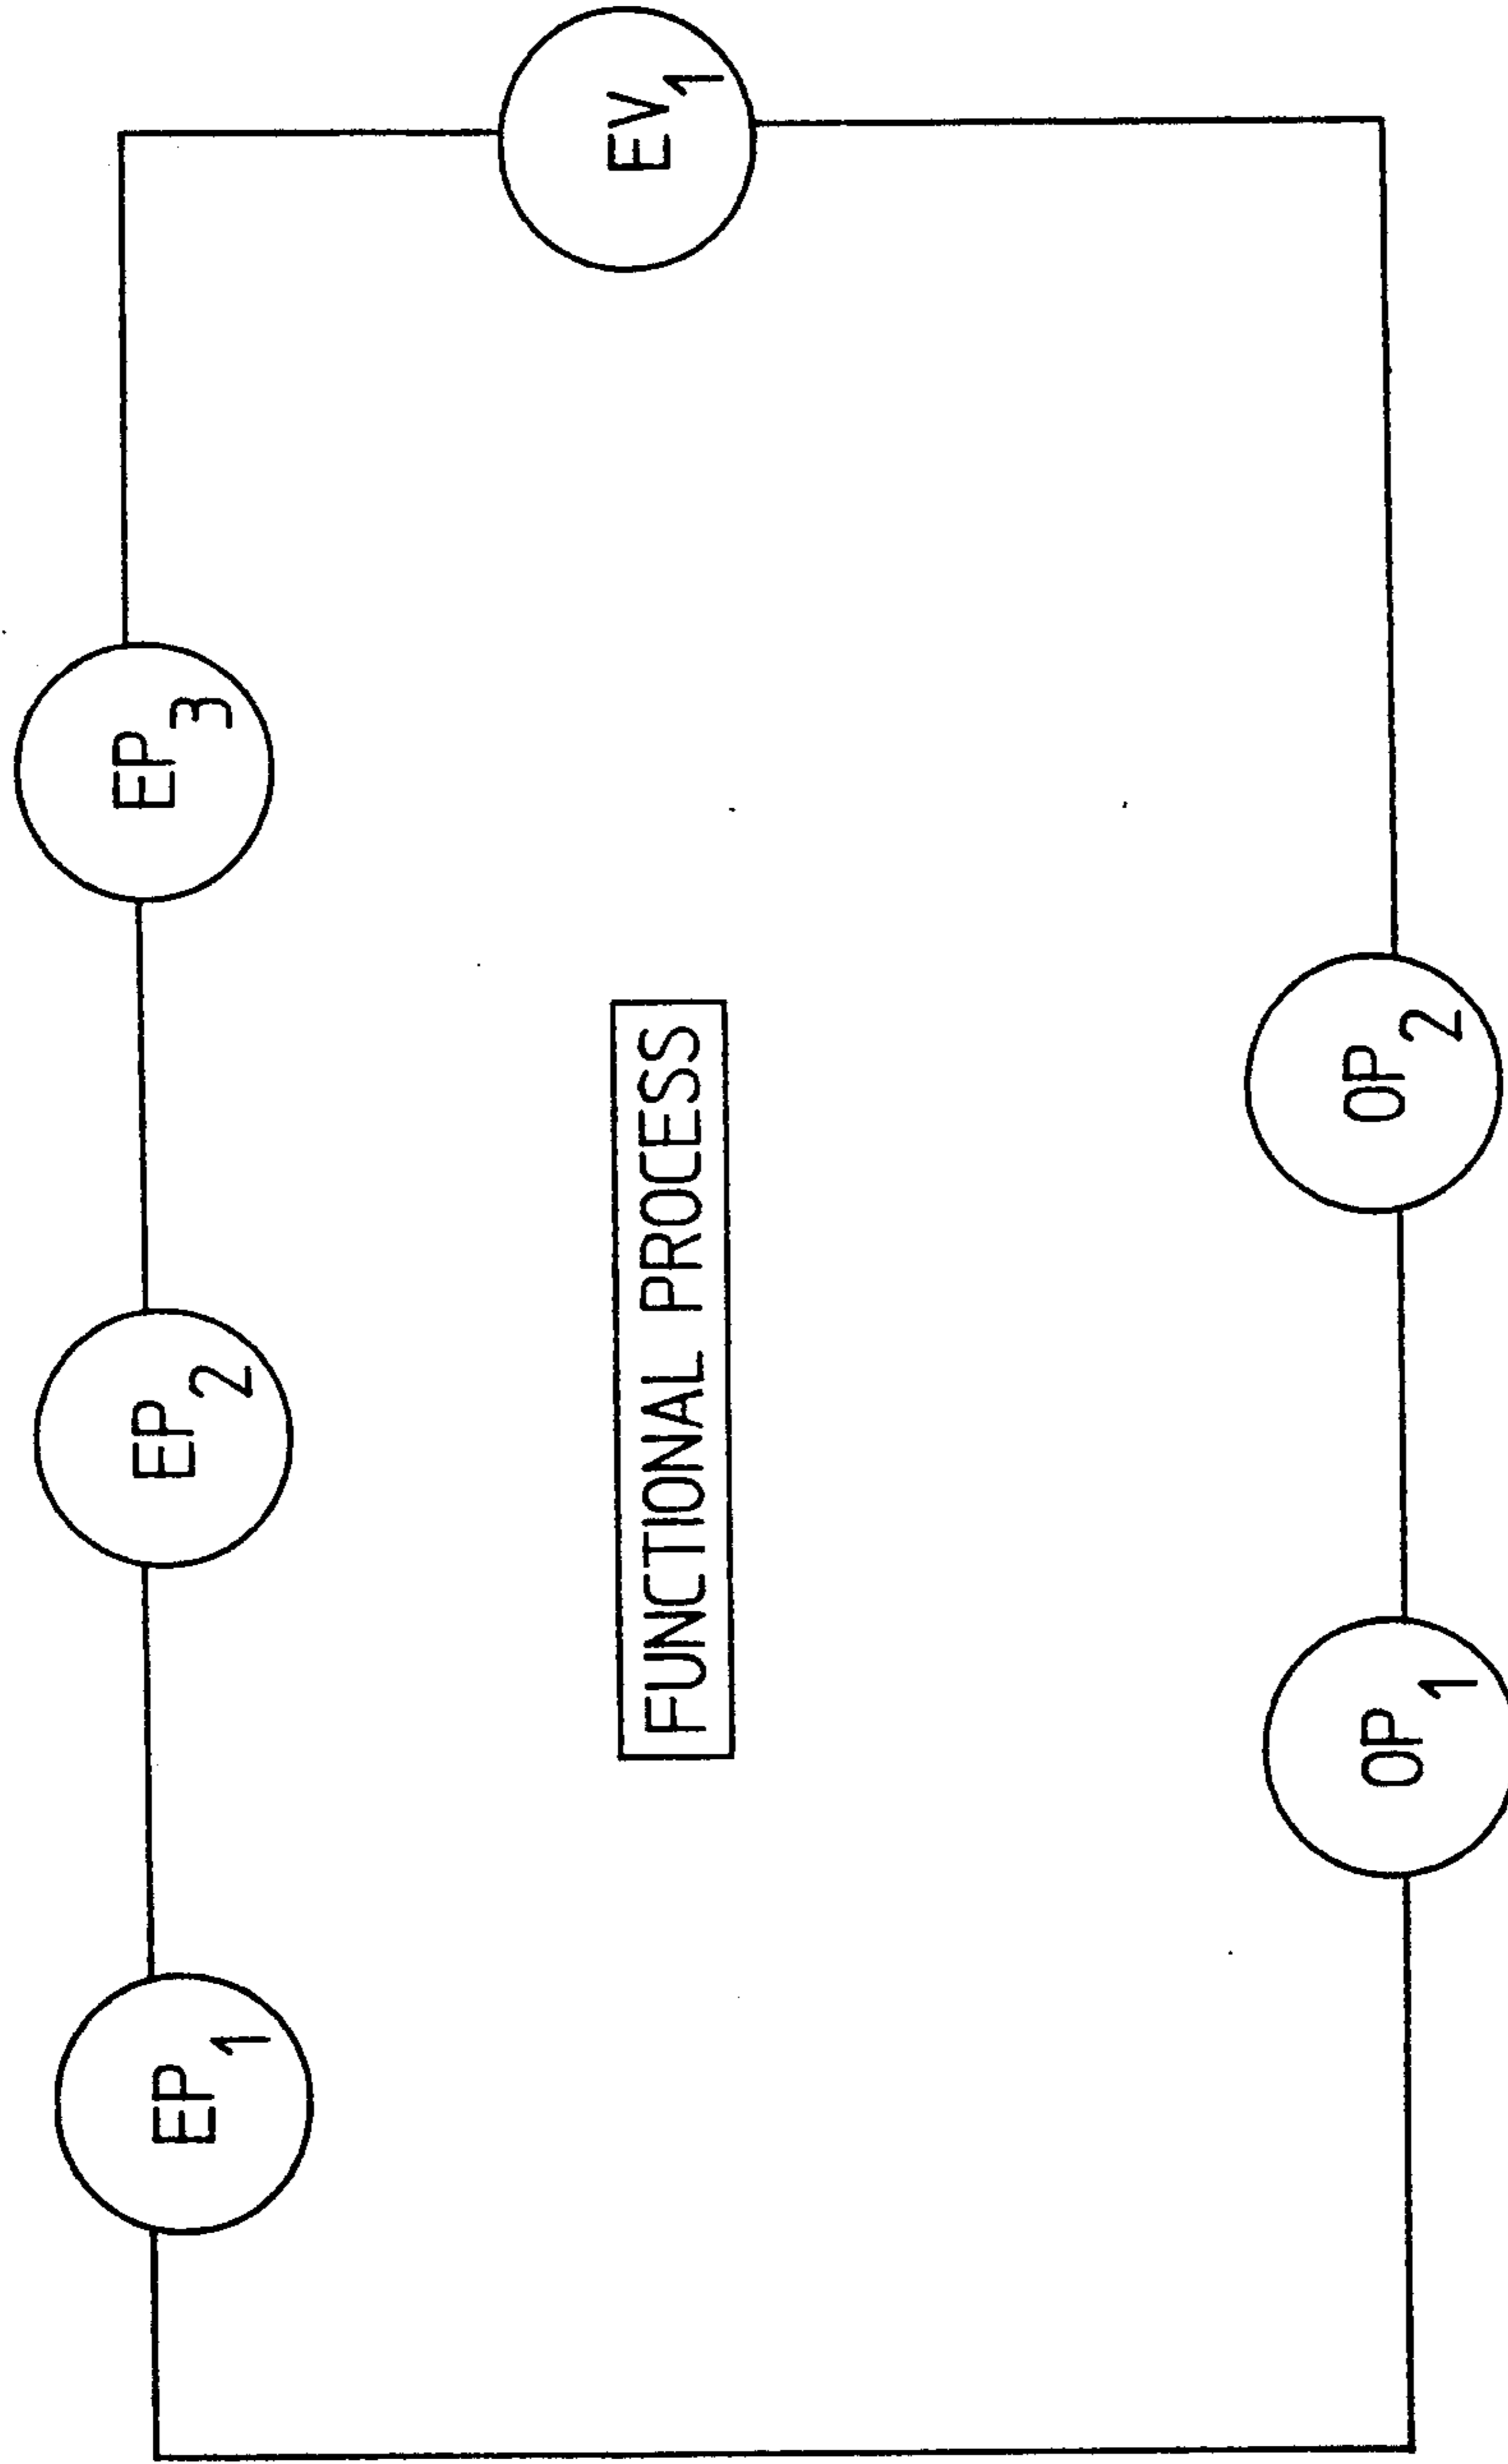 EP1
EP2
EP3
EV1
FUNCTIONAL PROCESS
OP1
OP2